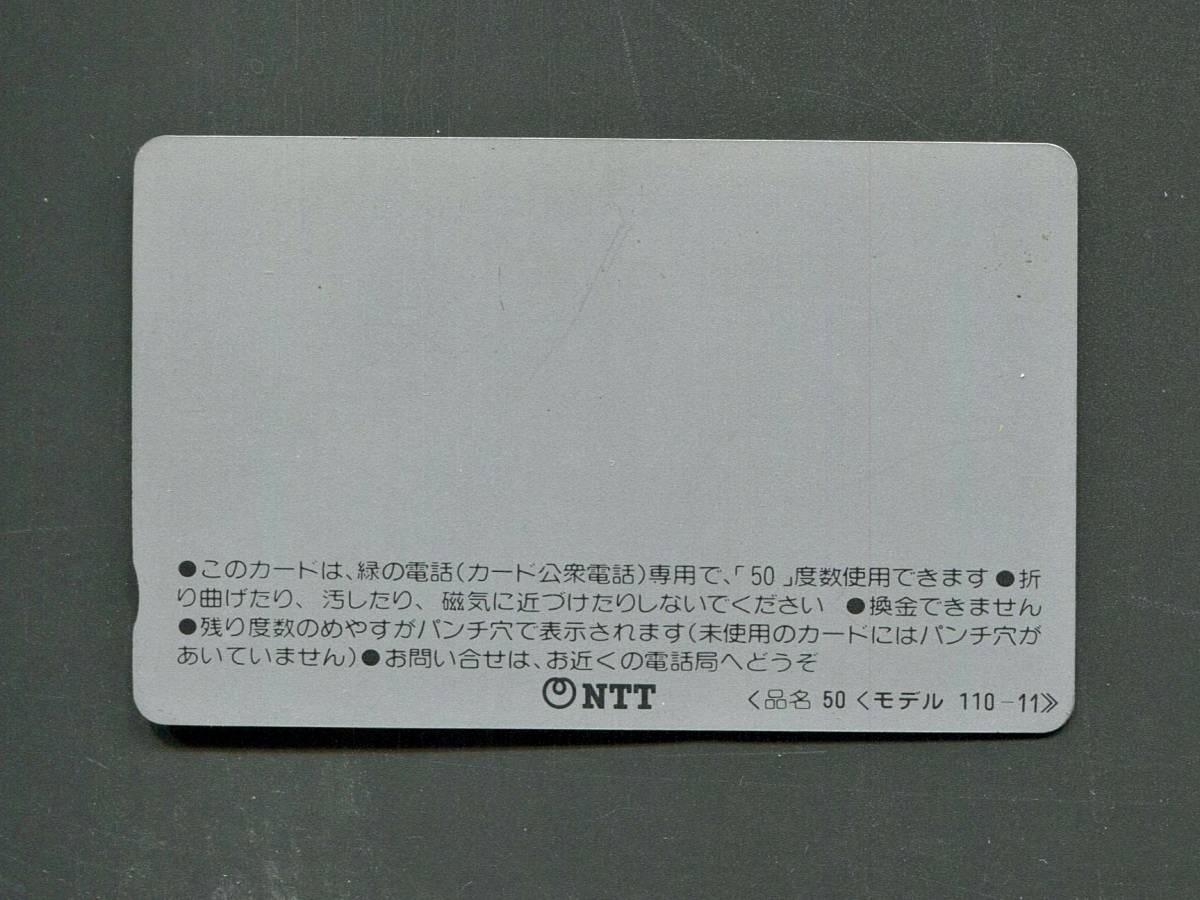 ●このカードは、緑の電話(カード公衆電話)専用で、「50」度数使用できます ●折
り曲げたり、汚したり、磁気に近づけたりしないでください ●換金できません
●残り度数のめやすがパンチ穴で表示されます(未使用のカードにはパンチ穴が
あいていません)●お問い合せは、お近くの電話局へどうぞ
NTT 〈品名 50〈モデル 110-11》